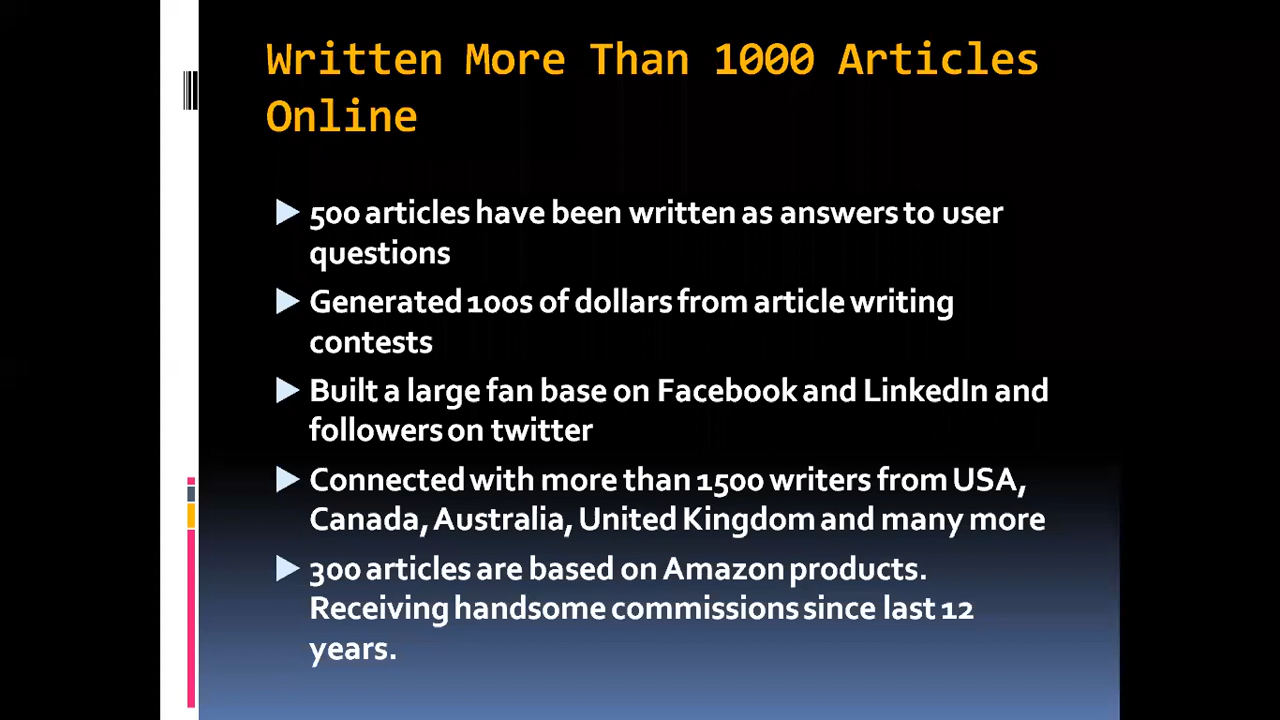 Written More Than 1000 Articles
Online
500 articles have been written as answers to user
questions
Generated 100s of dollars from article writing
contests
Built a large fan base on Facebook and LinkedIn and
followers on twitter
Connected with more than 1500 writers from USA,
Canada, Australia, United Kingdom and many more
300 articles are based on Amazon products.
Receiving handsome commissions since last 12
years.